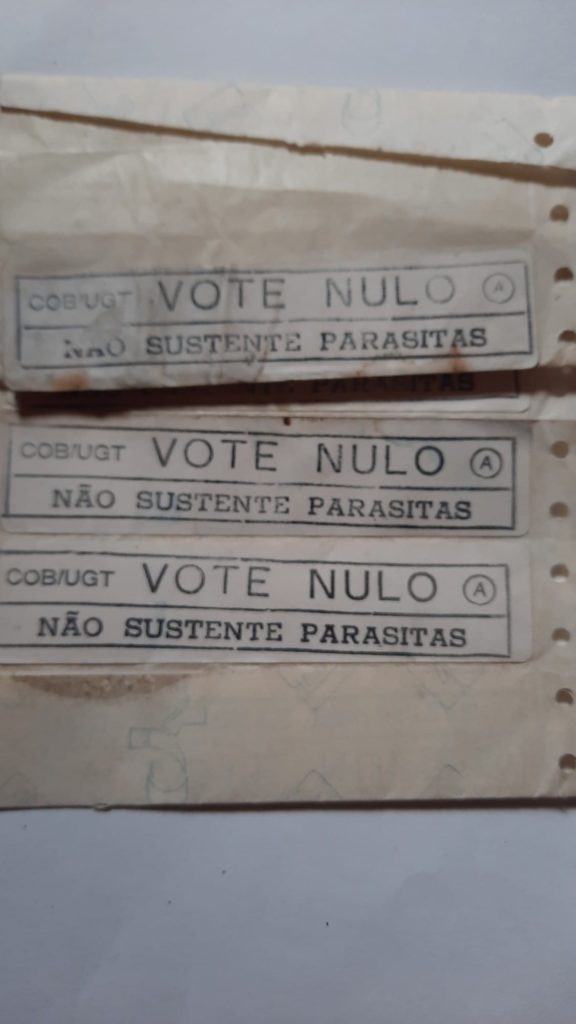 COB/UGT VOTE NULO A
NÃO SUSTENTE PARASITAS
PARASITAS
COB/UGT VOTE NULO A
NÃO SUSTENTE PARASITAS
COB/UGT VOTE NULO A
NÃO SUSTENTE PARASITAS